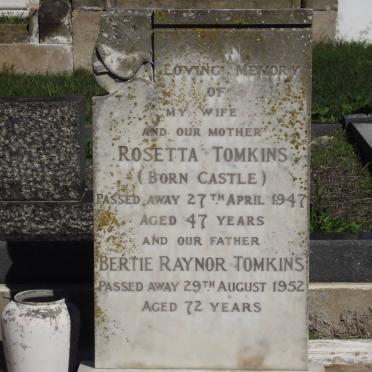 LOVING MEMORY
OF
MY WIFE
AND OUR MOTHER
ROSETTA TOMKINS
(BORN CASTLE)
PASSED AWAY 27TH APRIL 1947
AGED 47 YEARS
AND OUR FATHER
BERTIE RAYNOR TOMKINS
PASSED AWAY 29TH AUGUST 1952
AGED 72 YEARS